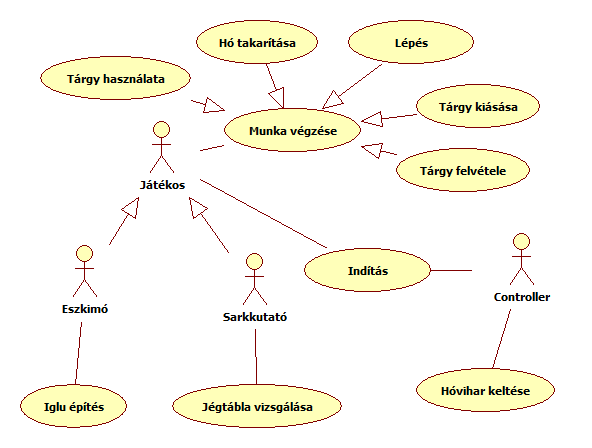 Hó takarítása
Lépés
Tárgy használata
Tárgy kiásása
Munka végzése
Tárgy felvétele
Játékos
Indítás
Controller
Eszkimó
Sarkkutató
Iglu építés
Jégtábla vizsgálása
Hóvihar keltése